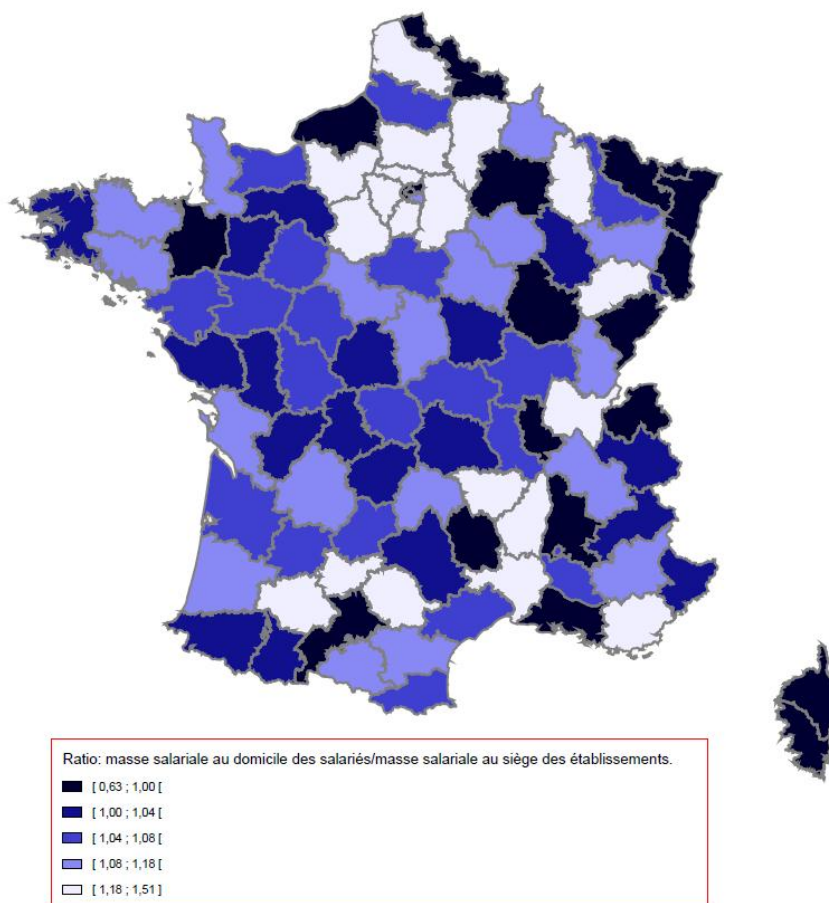 Ratio: masse salariale au domicile des salariés/masse salariale au siège des établissements.
[ 0,63 ; 1,00 [
[ 1,00 ; 1,04 [
[ 1,04 ; 1,08 [
[ 1,08 ; 1,18 [
[ 1,18 ; 1,51 ]